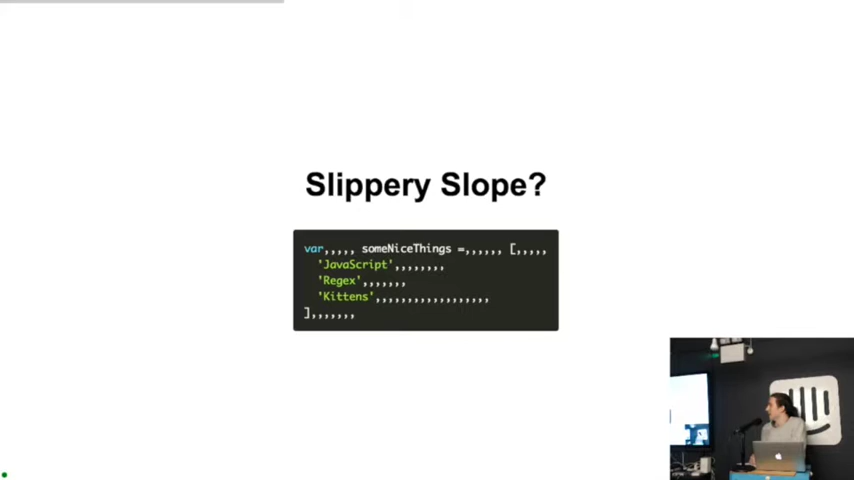 Slippery Slope?
var,,,,, someNiceThings =,,,,,, [,,,,,
'JavaScript',,,,,,,,
'Regex',,,,,,,
'Kittens',,,,,,,,,,,,,,,,,,
],,,,,,,